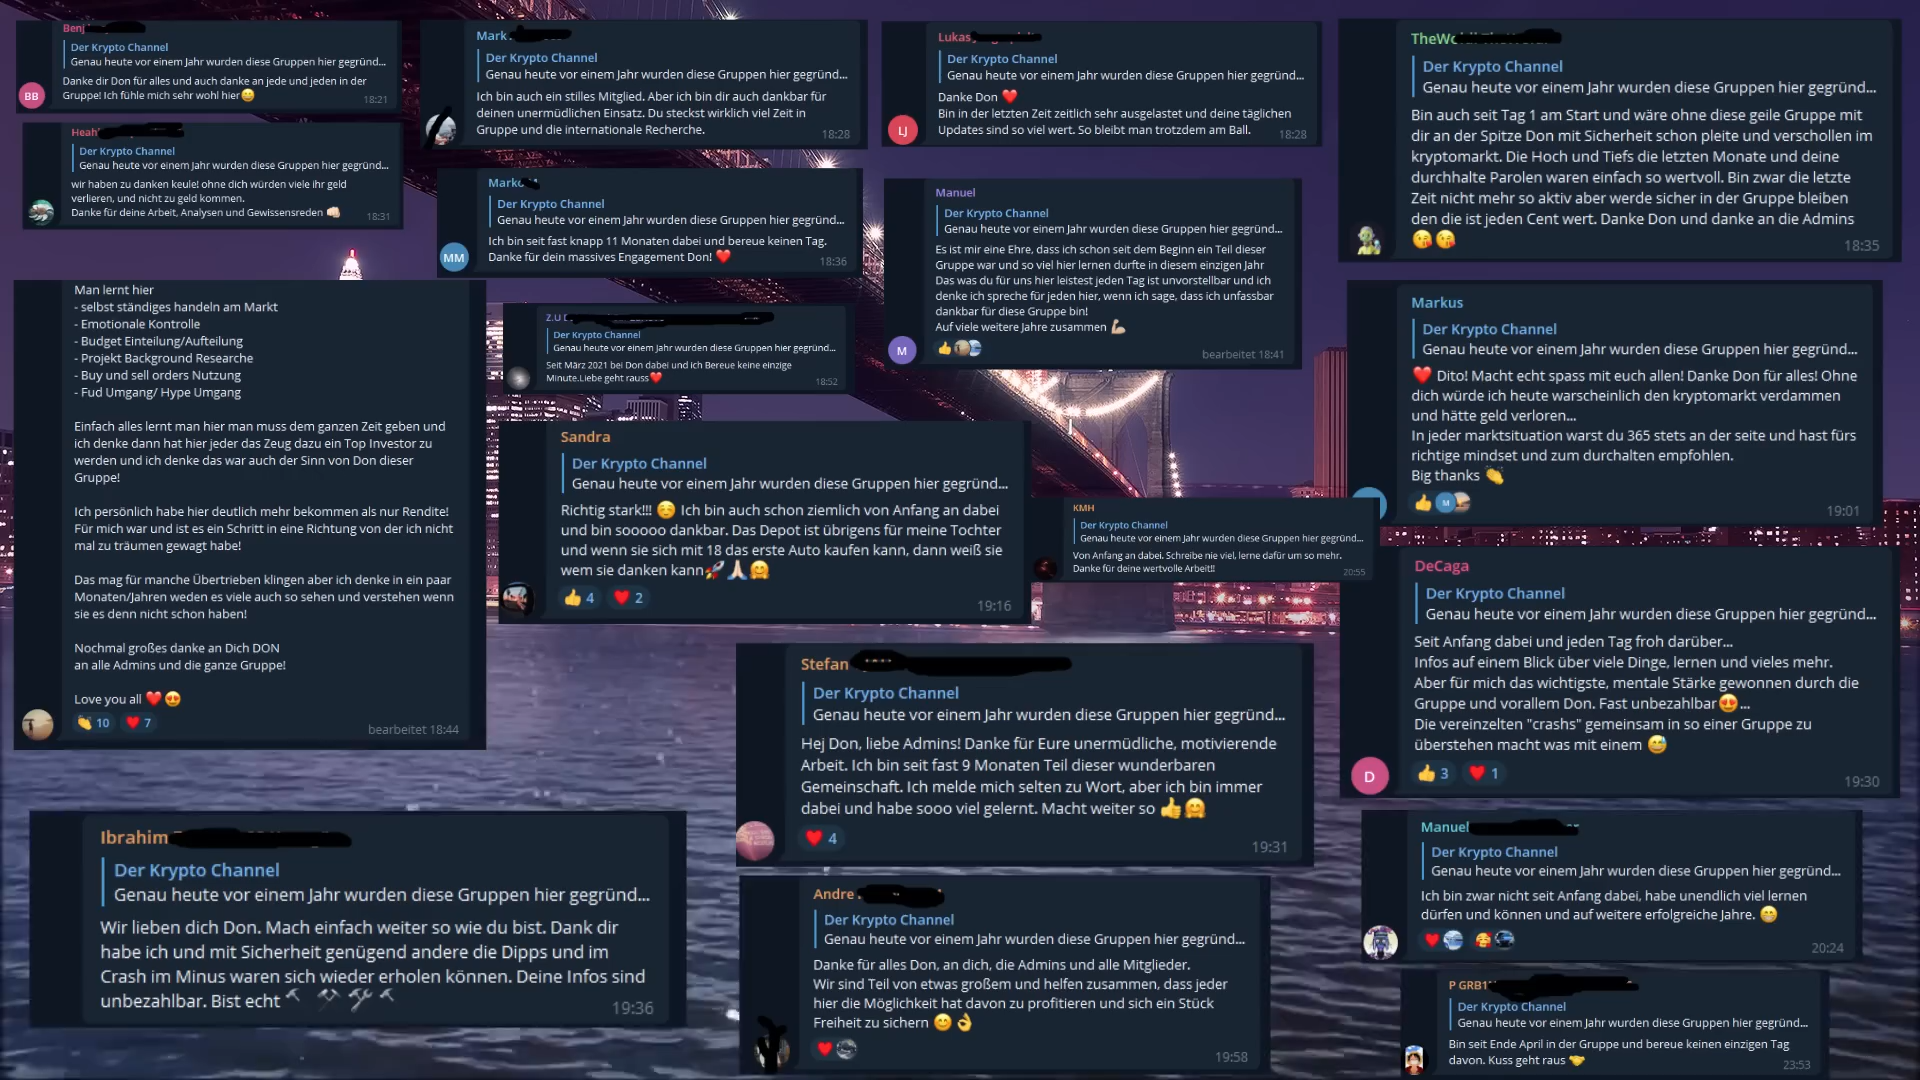 Benj
Der Krypto Channel
Genau heute vor einem Jahr wurden diese Gruppen hier gegründ...
Danke dir Don für alles und auch danke an jede und jeden in der
Gruppe! Ich fühle mich sehr wohl hier😄
BB
18:21
Heah
Der Krypto Channel
Genau heute vor einem Jahr wurden diese Gruppen hier gegründ...
wir haben zu danken keule! ohne dich würden viele ihr geld
verlieren, und nicht zu geld kommen.
Danke für deine Arbeit, Analysen und Gewissensreden 👊🏻
18:31
Man lernt hier
- selbst ständiges handeln am Markt
- Emotionale Kontrolle
- Budget Einteilung/Aufteilung
- Projekt Background Researche
- Buy und sell orders Nutzung
- Fud Umgang/ Hype Umgang
Einfach alles lernt man hier man muss dem ganzen Zeit geben und
ich denke dann hat hier jeder das Zeug dazu ein Top Investor zu
werden und ich denke das war auch der Sinn von Don dieser
Gruppe!
Ich persönlich habe hier deutlich mehr bekommen als nur Rendite!
Für mich war und ist es ein Schritt in eine Richtung von der ich nicht
mal zu träumen gewagt habe!
Das mag für manche Übertrieben klingen aber ich denke in ein paar
Monaten/Jahren weden es viele auch so sehen und verstehen wenn
sie es denn nicht schon haben!
Nochmal großes danke an Dich DON
an alle Admins und die ganze Gruppe!
Love you all ❤️😍
👏 10 ❤️ 7
bearbeitet 18:44
Ibrahim
Der Krypto Channel
Genau heute vor einem Jahr wurden diese Gruppen hier gegründ...
Wir lieben dich Don. Mach einfach weiter so wie du bist. Dank dir
habe ich und mit Sicherheit genügend andere die Dipps und im
Crash im Minus waren sich wieder erholen können. Deine Infos sind
unbezahlbar. Bist echt ⛏ ⚒ 🛠 ⛏
19:36
Mark
Der Krypto Channel
Genau heute vor einem Jahr wurden diese Gruppen hier gegründ...
Ich bin auch ein stilles Mitglied. Aber ich bin dir auch dankbar für
deinen unermüdlichen Einsatz. Du steckst wirklich viel Zeit in
Gruppe und die internationale Recherche.
18:28
Marko
Der Krypto Channel
Genau heute vor einem Jahr wurden diese Gruppen hier gegründ...
Ich bin seit fast knapp 11 Monaten dabei und bereue keinen Tag.
Danke für dein massives Engagement Don! ❤️
MM
18:36
Z.U
Der Krypto Channel
Genau heute vor einem Jahr wurden diese Gruppen hier gegründ...
Seit März 2021 bei Don dabei und ich Bereue keine einzige
Minute.Liebe geht rauss❤️
18:52
Sandra
Der Krypto Channel
Genau heute vor einem Jahr wurden diese Gruppen hier gegründ...
Richtig stark!!! ☺️ Ich bin auch schon ziemlich von Anfang an dabei
und bin sooooo dankbar. Das Depot ist übrigens für meine Tochter
und wenn sie sich mit 18 das erste Auto kaufen kann, dann weiß sie
wem sie danken kann🚀🙏🏻🤗
👍 4 ❤️ 2
19:16
Lukas
Der Krypto Channel
Genau heute vor einem Jahr wurden diese Gruppen hier gegründ...
Danke Don ❤️
Bin in der letzten Zeit zeitlich sehr ausgelastet und deine täglichen
Updates sind so viel wert. So bleibt man trotzdem am Ball.
LJ
18:28
Manuel
Der Krypto Channel
Genau heute vor einem Jahr wurden diese Gruppen hier gegründ...
Es ist mir eine Ehre, dass ich schon seit dem Beginn ein Teil dieser
Gruppe war und so viel hier lernen durfte in diesem einzigen Jahr
Das was du für uns hier leistest jeden Tag ist unvorstellbar und ich
denke ich spreche für jeden hier, wenn ich sage, dass ich unfassbar
dankbar für diese Gruppe bin!
Auf viele weitere Jahre zusammen 💪🏼
M
👍
bearbeitet 18:41
KMH
Der Krypto Channel
Genau heute vor einem Jahr wurden diese Gruppen hier gegründ...
Von Anfang an dabei. Schreibe nie viel, lerne dafür um so mehr.
Danke für deine wertvolle Arbeit!!
20:55
Stefan
Der Krypto Channel
Genau heute vor einem Jahr wurden diese Gruppen hier gegründ...
Hej Don, liebe Admins! Danke für Eure unermüdliche, motivierende
Arbeit. Ich bin seit fast 9 Monaten Teil dieser wunderbaren
Gemeinschaft. Ich melde mich selten zu Wort, aber ich bin immer
dabei und habe sooo viel gelernt. Macht weiter so 👍🤗
❤️ 4
19:31
Andre
Der Krypto Channel
Genau heute vor einem Jahr wurden diese Gruppen hier gegründ...
Danke für alles Don, an dich, die Admins und alle Mitglieder.
Wir sind Teil von etwas großem und helfen zusammen, dass jeder
hier die Möglichkeit hat davon zu profitieren und sich ein Stück
Freiheit zu sichern 😊👌
❤️
19:58
TheWo
Der Krypto Channel
Genau heute vor einem Jahr wurden diese Gruppen hier gegründ...
Bin auch seit Tag 1 am Start und wäre ohne diese geile Gruppe mit
dir an der Spitze Don mit Sicherheit schon pleite und verschollen im
kryptomarkt. Die Hoch und Tiefs die letzten Monate und deine
durchhalte Parolen waren einfach so wertvoll. Bin zwar die letzte
Zeit nicht mehr so aktiv aber werde sicher in der Gruppe bleiben
den die ist jeden Cent wert. Danke Don und danke an die Admins
😘😘
18:35
Markus
Der Krypto Channel
Genau heute vor einem Jahr wurden diese Gruppen hier gegründ...
❤️ Dito! Macht echt spass mit euch allen! Danke Don für alles! Ohne
dich würde ich heute warscheinlich den kryptomarkt verdammen
und hätte geld verloren...
In jeder marktsituation warst du 365 stets an der seite und hast fürs
richtige mindset und zum durchalten empfohlen.
Big thanks 👏
👍 M
19:01
DeCaga
Der Krypto Channel
Genau heute vor einem Jahr wurden diese Gruppen hier gegründ...
Seit Anfang dabei und jeden Tag froh darüber...
Infos auf einem Blick über viele Dinge, lernen und vieles mehr.
Aber für mich das wichtigste, mentale Stärke gewonnen durch die
Gruppe und vorallem Don. Fast unbezahlbar😍...
Die vereinzelten "crashs" gemeinsam in so einer Gruppe zu
überstehen macht was mit einem 😅
D
👍 3 ❤️ 1
19:30
Manuel
Der Krypto Channel
Genau heute vor einem Jahr wurden diese Gruppen hier gegründ...
Ich bin zwar nicht seit Anfang dabei, habe unendlich viel lernen
dürfen und können und auf weitere erfolgreiche Jahre. 😁
❤️ 🥰
20:24
P GRB1
Der Krypto Channel
Genau heute vor einem Jahr wurden diese Gruppen hier gegründ...
Bin seit Ende April in der Gruppe und bereue keinen einzigen Tag
davon. Kuss geht raus 🤝
23:53